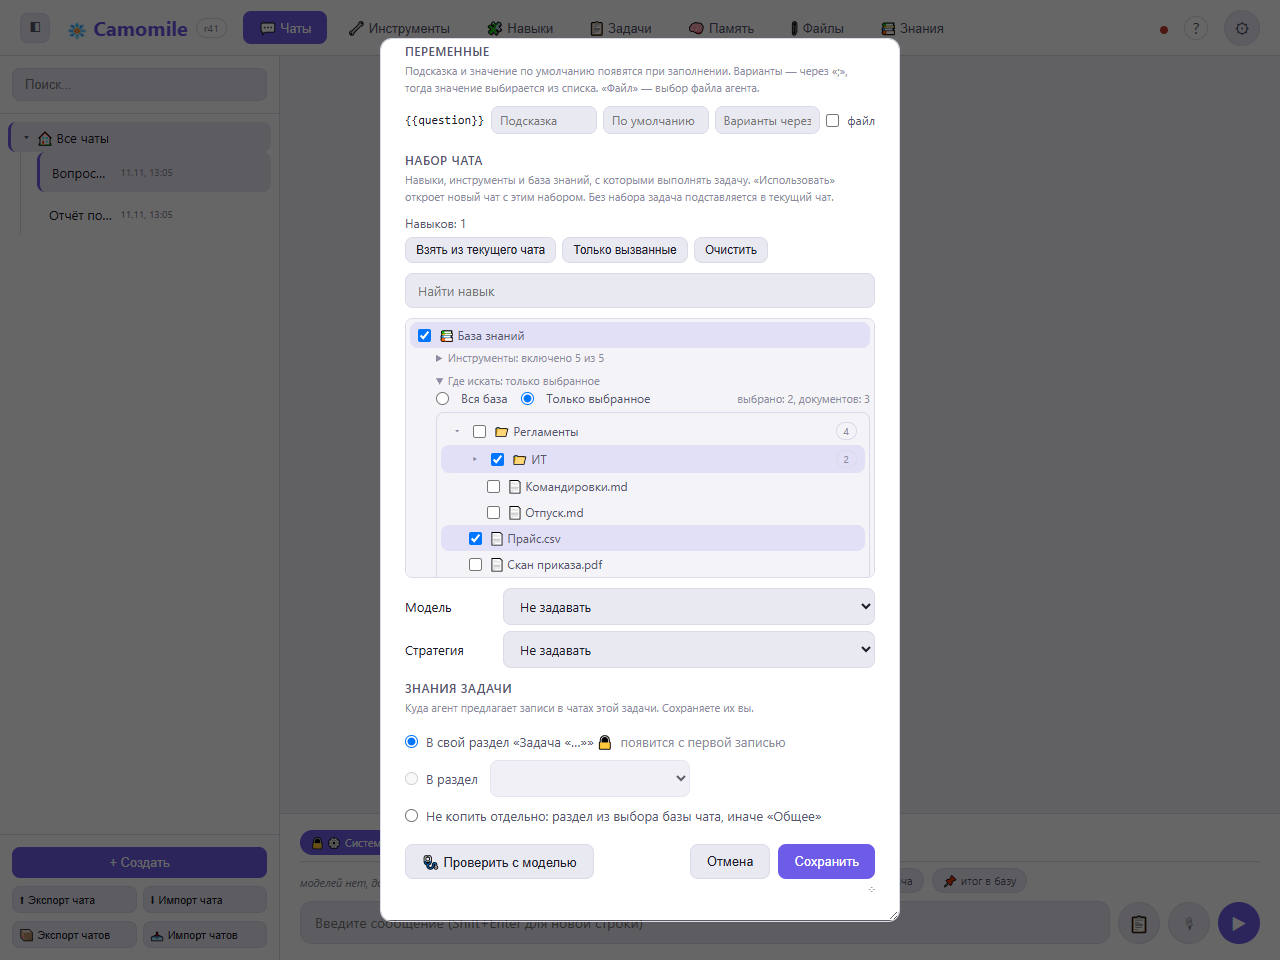 Camomile
r41
Чаты
Инструменты
Навыки
Задачи
Память
Файлы
Знания
?
Поиск...
Все чаты
Вопрос... 11.11, 13:05
Отчёт по... 11.11, 13:05
+ Создать
Экспорт чата
Импорт чата
Экспорт чатов
Импорт чатов
ПЕРЕМЕННЫЕ
Подсказка и значение по умолчанию появятся при заполнении. Варианты — через «;»,
тогда значение выбирается из списка. «Файл» — выбор файла агента.
{{question}} Подсказка По умолчанию Варианты через файл
НАБОР ЧАТА
Навыки, инструменты и база знаний, с которыми выполнять задачу. «Использовать»
откроет новый чат с этим набором. Без набора задача подставляется в текущий чат.
Навыков: 1
Взять из текущего чата Только вызванные Очистить
Найти навык
База знаний
Инструменты: включено 5 из 5
Где искать: только выбранное
Вся база Только выбранное выбрано: 2, документов: 3
Регламенты 4
ИТ 2
Командировки.md
Отпуск.md
Прайс.csv
Скан приказа.pdf
Модель Не задавать
Стратегия Не задавать
ЗНАНИЯ ЗАДАЧИ
Куда агент предлагает записи в чатах этой задачи. Сохраняете их вы.
В свой раздел «Задача «…»» появится с первой записью
В раздел
Не копить отдельно: раздел из выбора базы чата, иначе «Общее»
Проверить с моделью Отмена Сохранить
Систем
моделей нет, до
ча
итог в базу
Введите сообщение (Shift+Enter для новой строки)